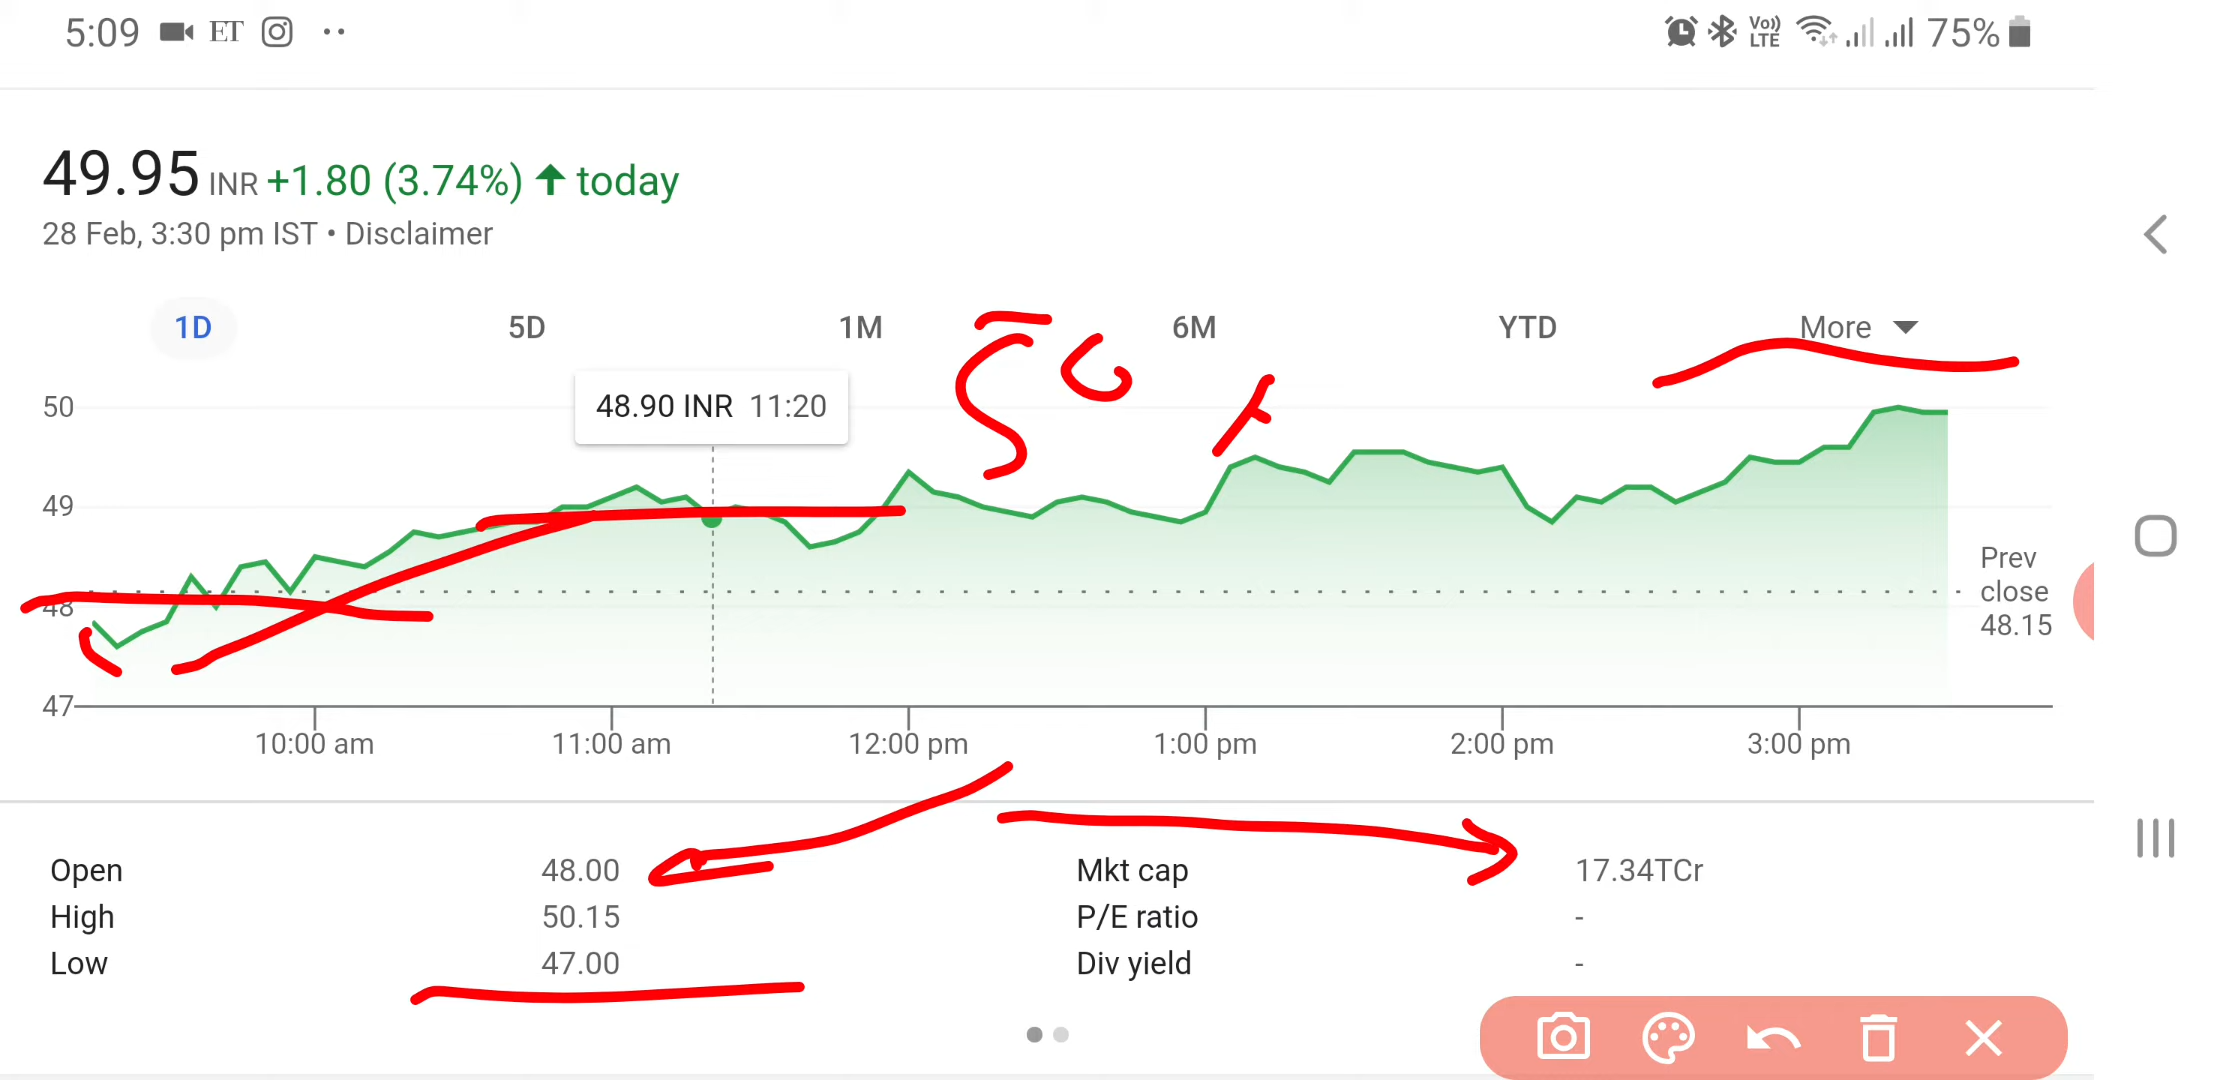 5:09 ET Vo)) LTE 75%
49.95 INR +1.80 (3.74%) ↑ today
28 Feb, 3:30 pm IST • Disclaimer
1D 5D 1M 6M YTD More
48.90 INR 11:20
50
49
48
47
Prev
close
48.15
10:00 am 11:00 am 12:00 pm 1:00 pm 2:00 pm 3:00 pm
Open 48.00 Mkt cap 17.34TCr
High 50.15 P/E ratio -
Low 47.00 Div yield -